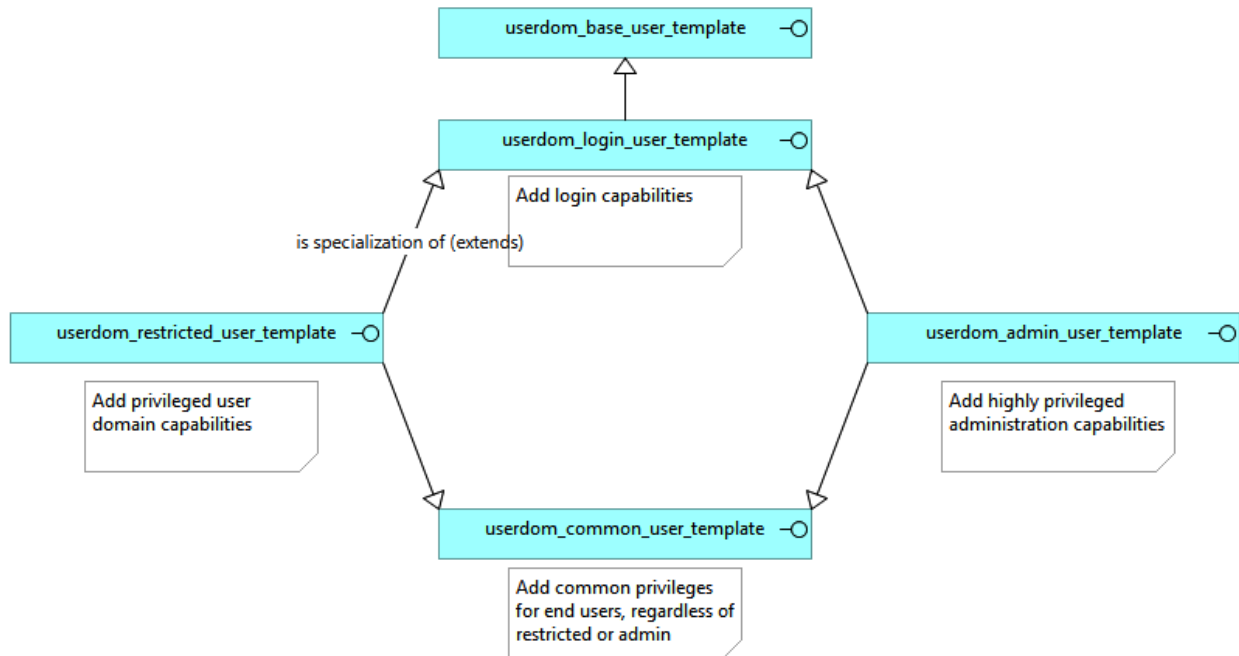 userdom_base_user_template
userdom_login_user_template
Add login capabilities
is specialization of (extends)
userdom_restricted_user_template
userdom_admin_user_template
Add privileged user
domain capabilities
Add highly privileged
administration capabilities
userdom_common_user_template
Add common privileges
for end users, regardless of
restricted or admin